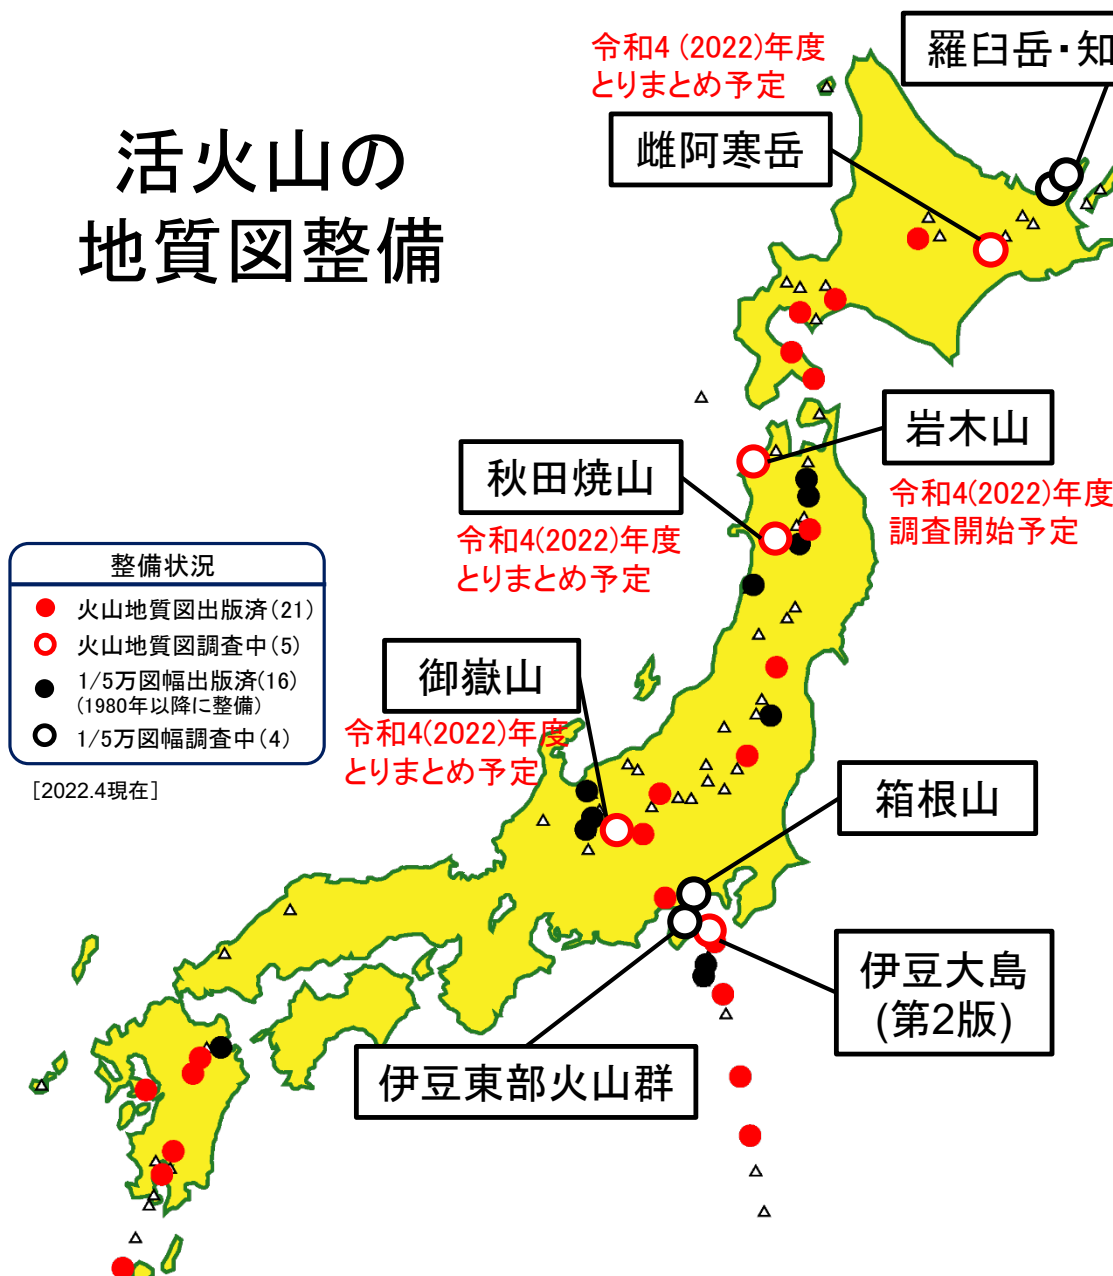 活火山の
地質図整備
令和4 (2022)年度
とりまとめ予定
羅臼岳・知
雌阿寒岳
岩木山
令和4(2022)年度
調査開始予定
秋田焼山
令和4(2022)年度
とりまとめ予定
整備状況
火山地質図出版済(21)
火山地質図調査中(5)
1/5万図幅出版済(16)
(1980年以降に整備)
1/5万図幅調査中(4)
[2022.4現在]
御嶽山
令和4(2022)年度
とりまとめ予定
箱根山
伊豆大島
(第2版)
伊豆東部火山群